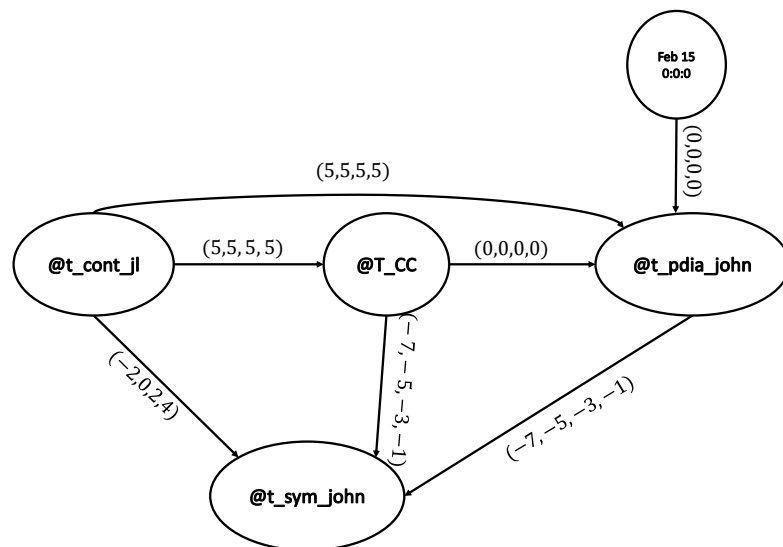 Feb 15
0:0:0
(0,0,0,0)
(5,5,5,5)
@t_cont_jl
(5,5, 5, 5)
@T_CC
(0,0,0,0)
@t_pdia_john
(−2,0,2,4)
(−7, −5, −3, −1)
(−7, −5, −3, −1)
@t_sym_john